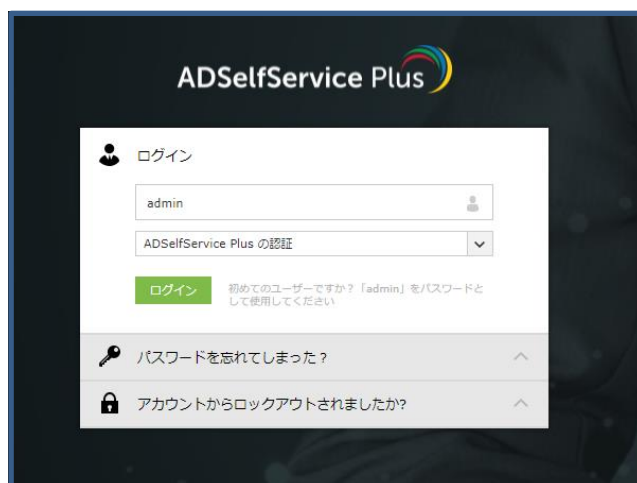 ADSelfService Plus
ログイン
admin
ADSelfService Plus の認証
ログイン
初めてのユーザーですか？「admin」をパスワードと
して使用してください
パスワードを忘れてしまった？
アカウントからロックアウトされましたか?